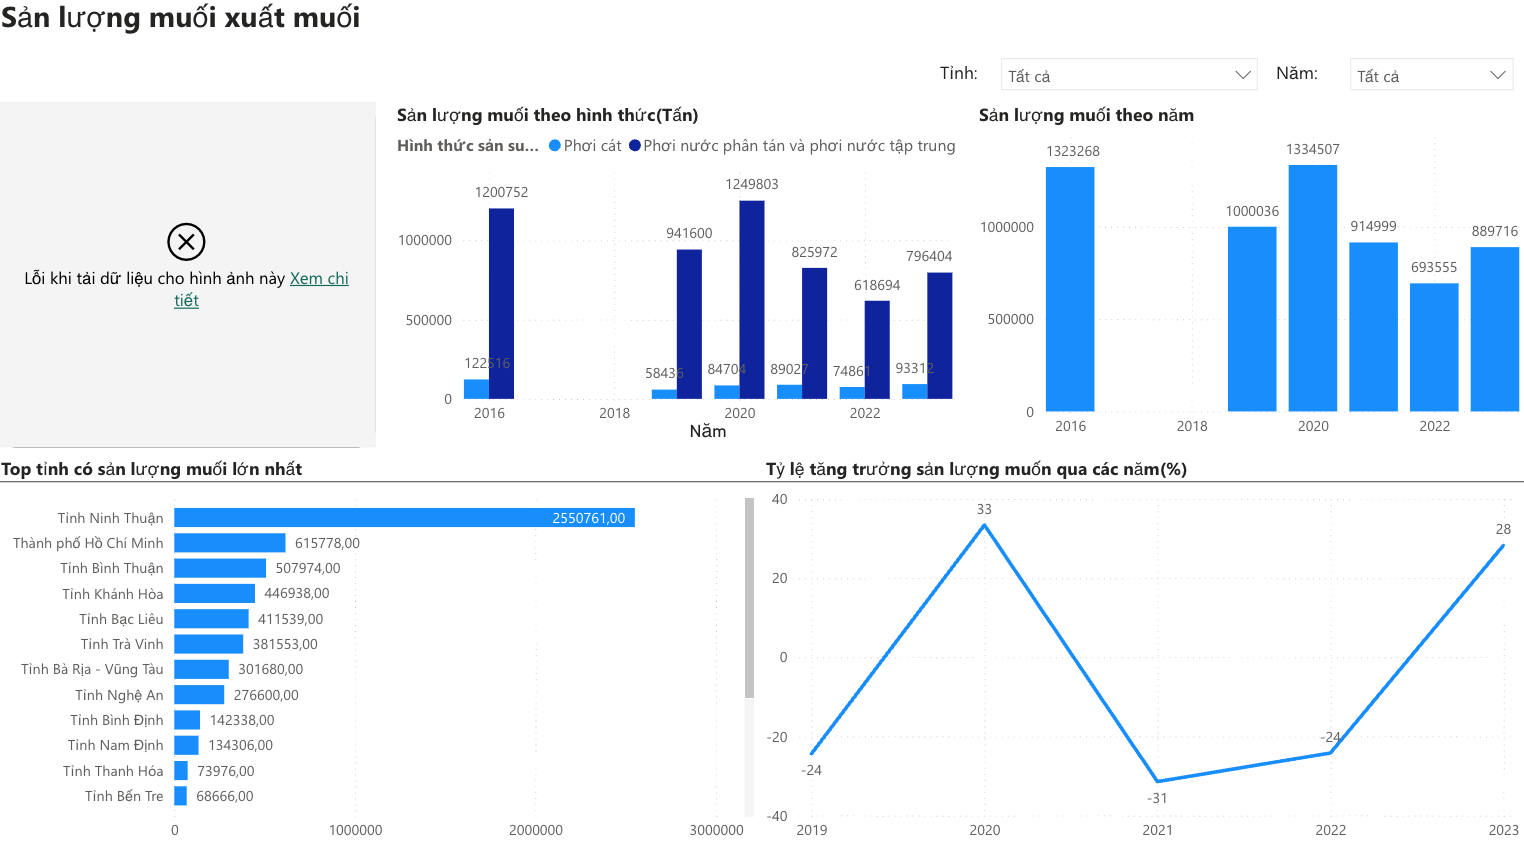 Sản lượng muối xuất muối
Tỉnh:
Tất cả
Năm:
Tất cả
Lỗi khi tải dữ liệu cho hình ảnh này Xem chi
tiết
Sản lượng muối theo hình thức(Tấn)
Hình thức sản su... Phơi cát Phơi nước phân tán và phơi nước tập trung
1000000
500000
0
122516
1200752
58436
941600
84704
1249803
89027
825972
74861
618694
93312
796404
2016
2018
2020
2022
Năm
Sản lượng muối theo năm
1000000
500000
0
1323268
1000036
1334507
914999
693555
889716
2016
2018
2020
2022
Top tỉnh có sản lượng muối lớn nhất
Tỉnh Ninh Thuận 2550761,00
Thành phố Hồ Chí Minh 615778,00
Tỉnh Bình Thuận 507974,00
Tỉnh Khánh Hòa 446938,00
Tỉnh Bạc Liêu 411539,00
Tỉnh Trà Vinh 381553,00
Tỉnh Bà Rịa - Vũng Tàu 301680,00
Tỉnh Nghệ An 276600,00
Tỉnh Bình Định 142338,00
Tỉnh Nam Định 134306,00
Tỉnh Thanh Hóa 73976,00
Tỉnh Bến Tre 68666,00
0
1000000
2000000
3000000
Tỷ lệ tăng trưởng sản lượng muốn qua các năm(%)
40
20
0
-20
-40
-24
33
-31
-24
28
2019
2020
2021
2022
2023